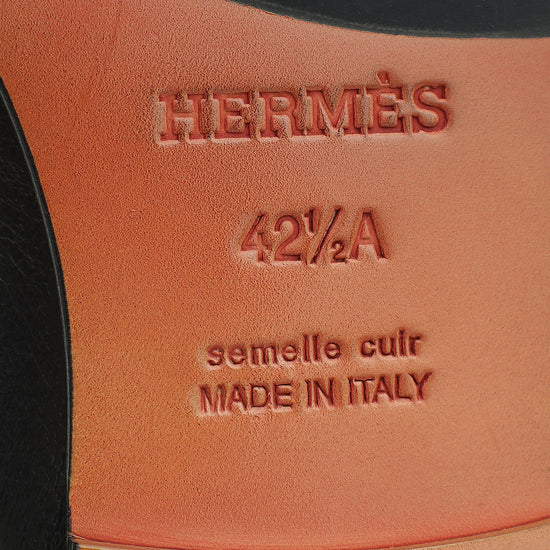 HERMÈS
42½A
semelle cuir
MADE IN ITALY